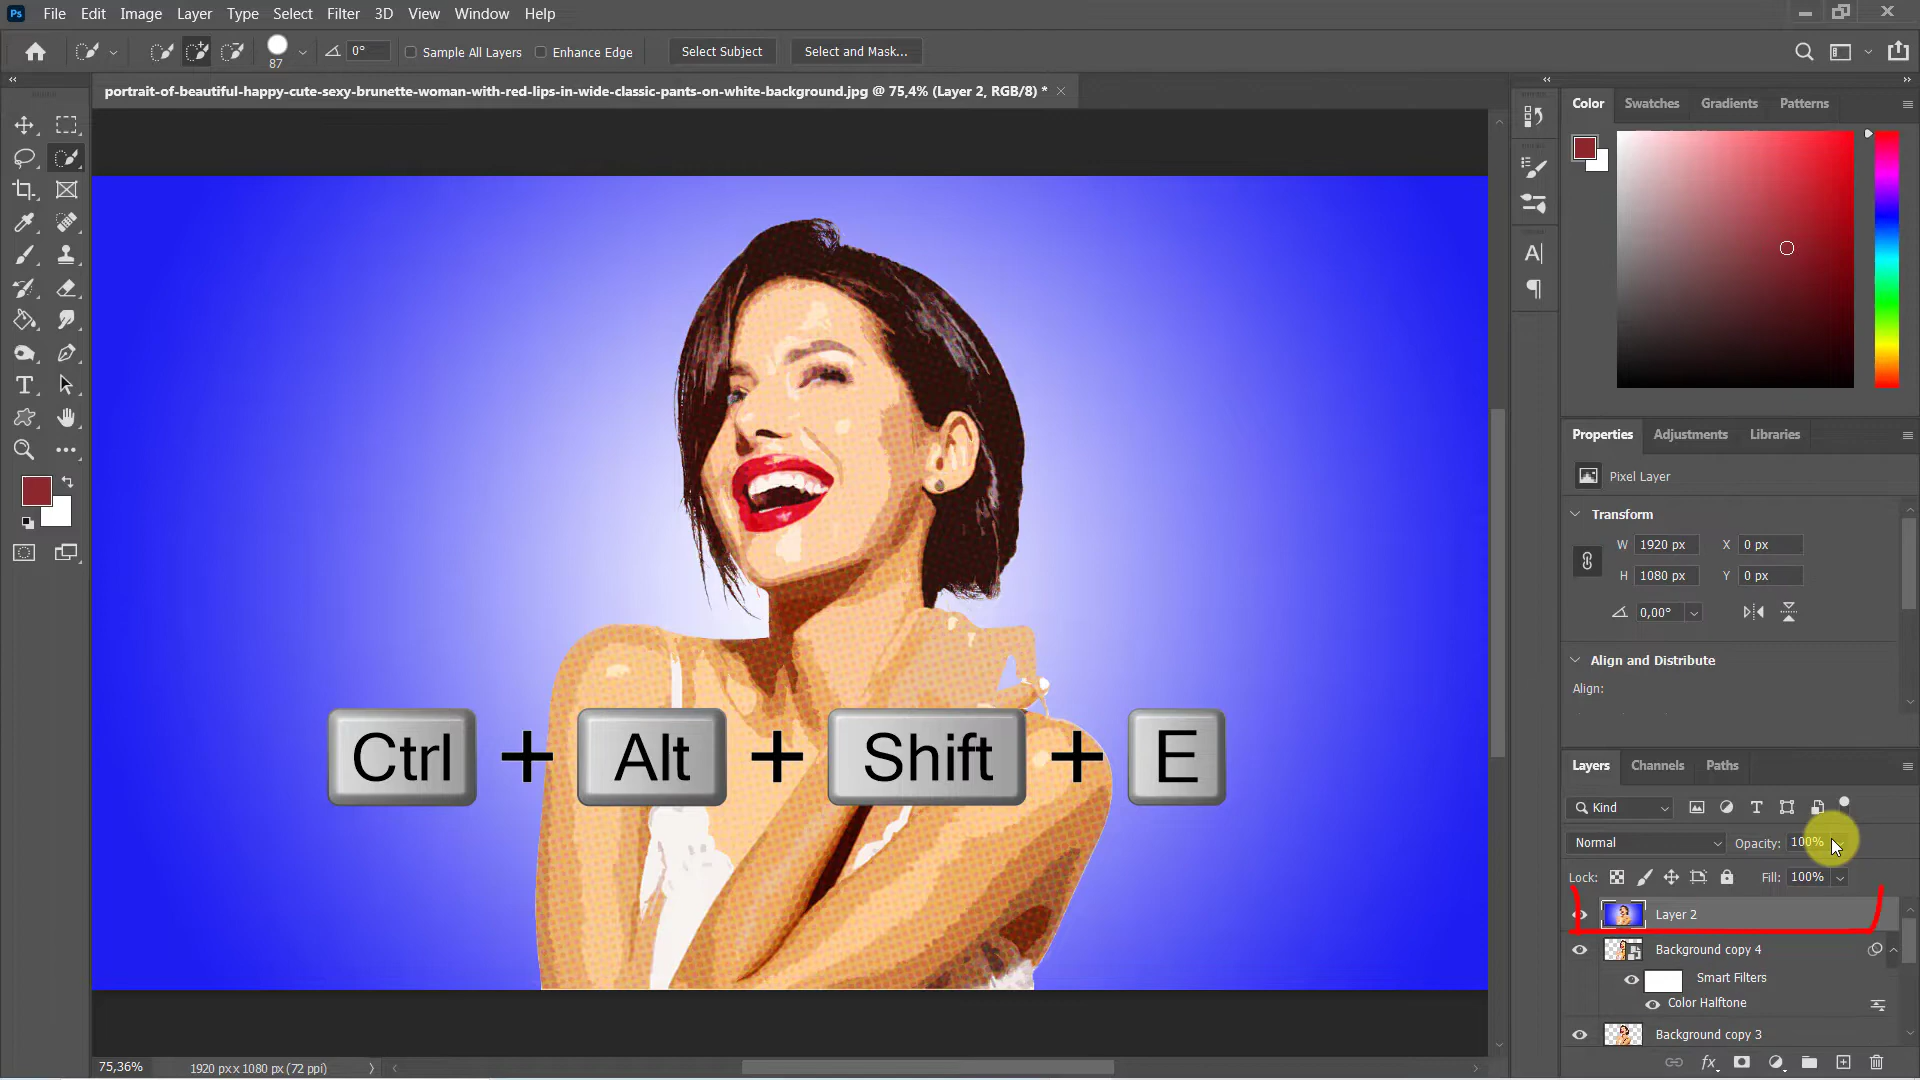 Ps File Edit Image Layer Type Select Filter 3D View Window Help
87 0° Sample All Layers Enhance Edge Select Subject Select and Mask...
portrait-of-beautiful-happy-cute-sexy-brunette-woman-with-red-lips-in-wide-classic-pants-on-white-background.jpg @ 75,4% (Layer 2, RGB/8) *
Color Swatches Gradients Patterns
Properties Adjustments Libraries
Pixel Layer
Transform
W 1920 px X 0 px
H 1080 px Y 0 px
0,00°
Align and Distribute
Align:
Ctrl + Alt + Shift + E
Layers Channels Paths
Kind
Normal Opacity: 100%
Lock: Fill: 100%
Layer 2
Background copy 4
Smart Filters
Color Halftone
Background copy 3
fx
75,36% 1920 px x 1080 px (72 ppi)